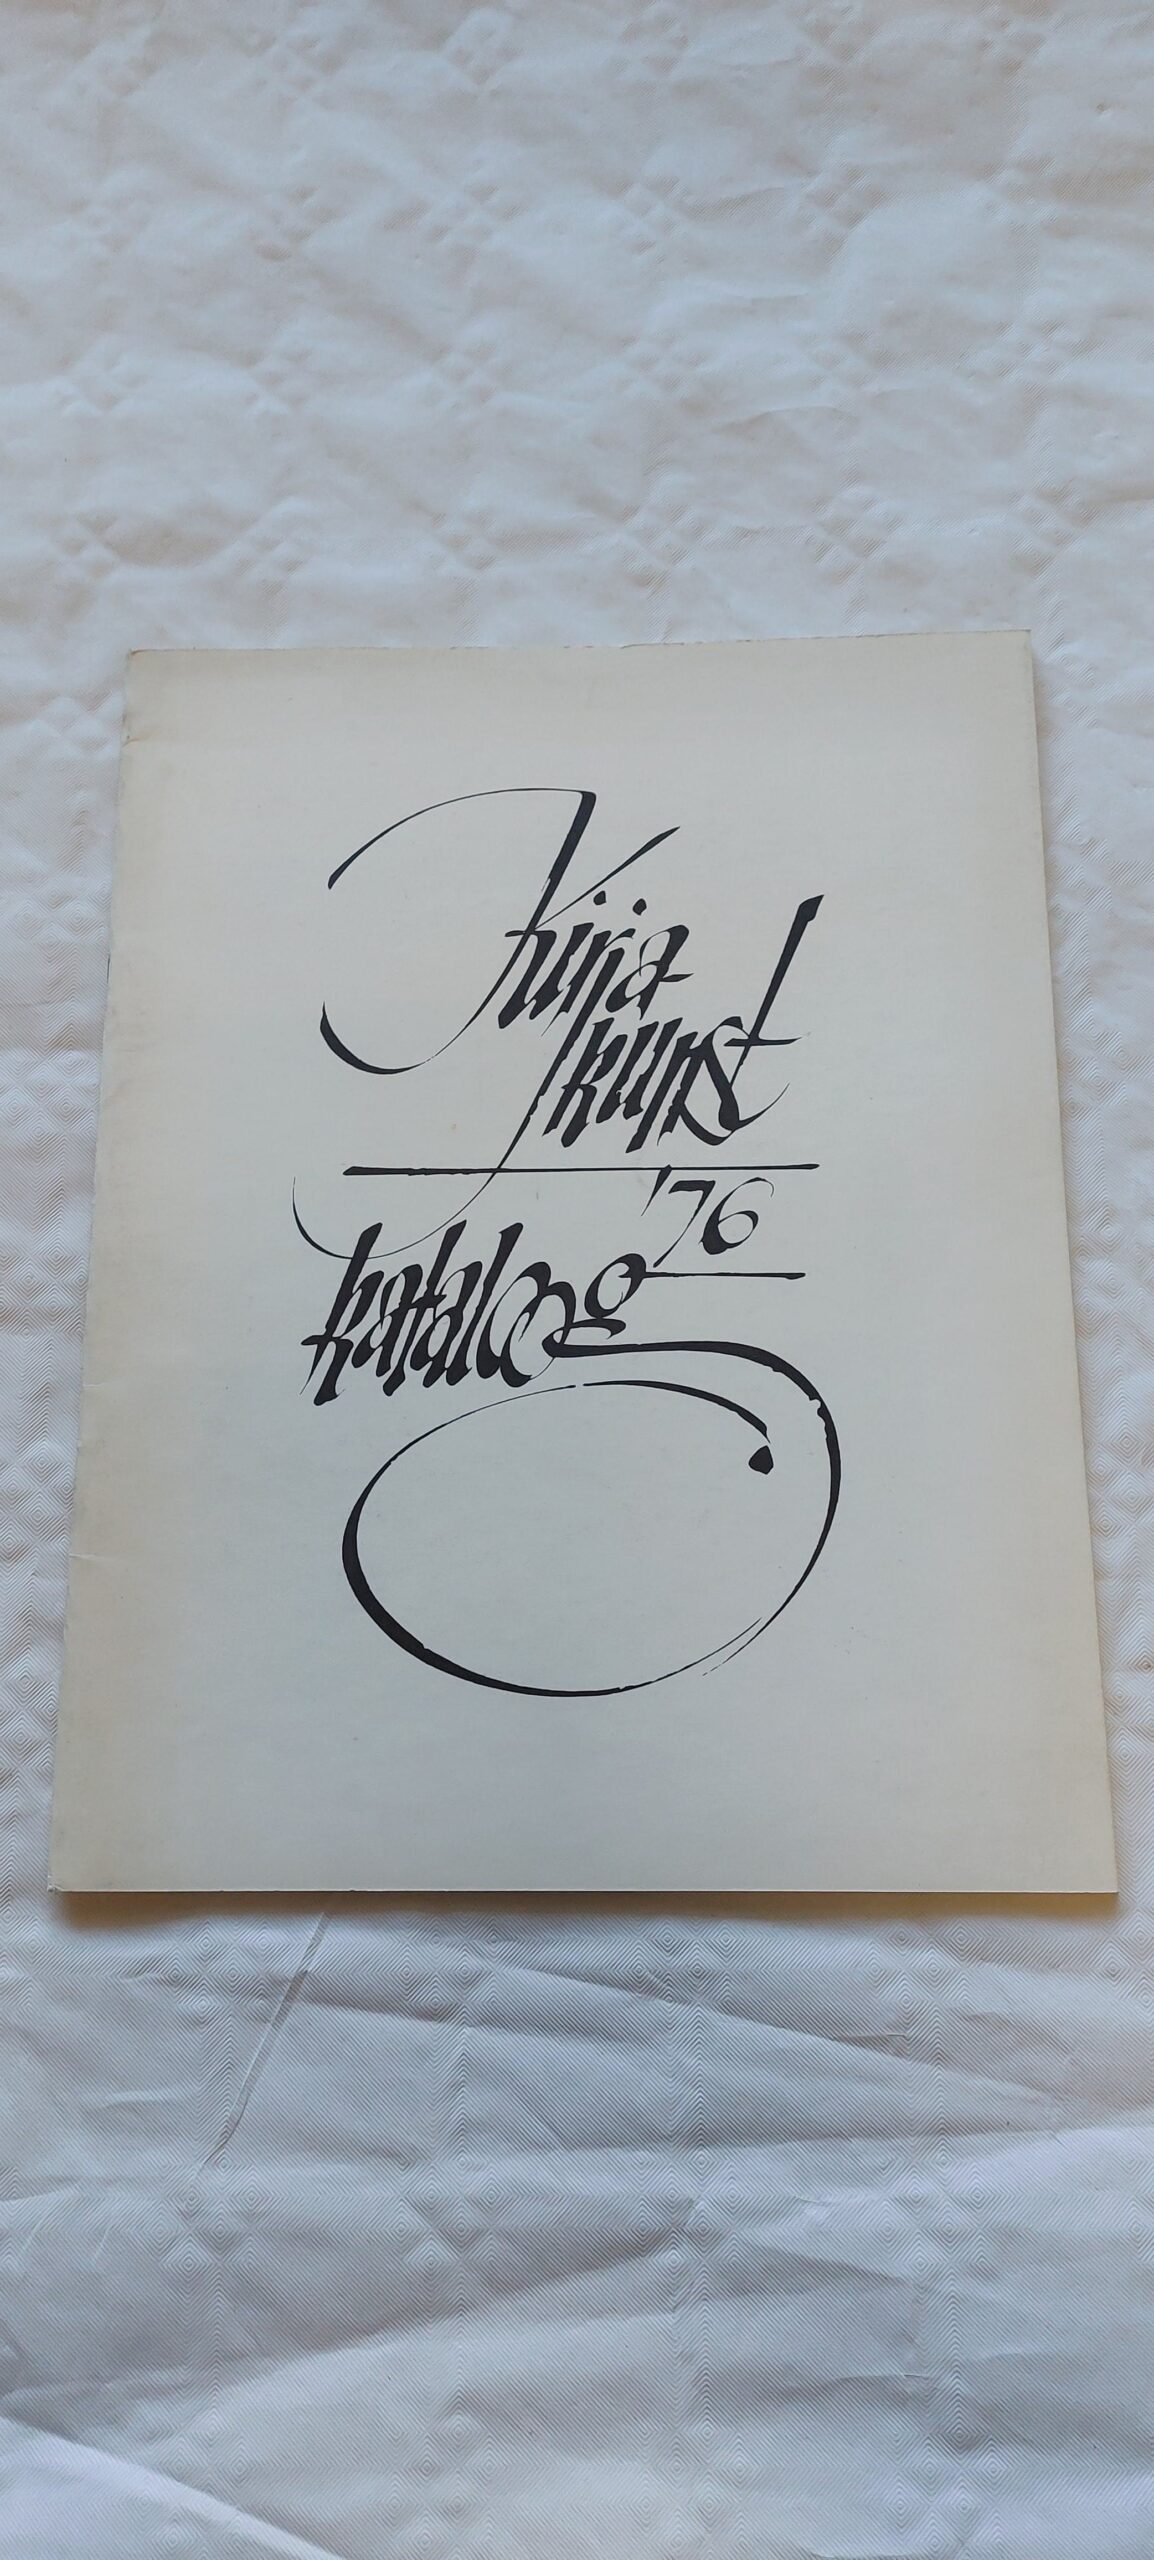 Kirja-
kunst
'76
kataloog